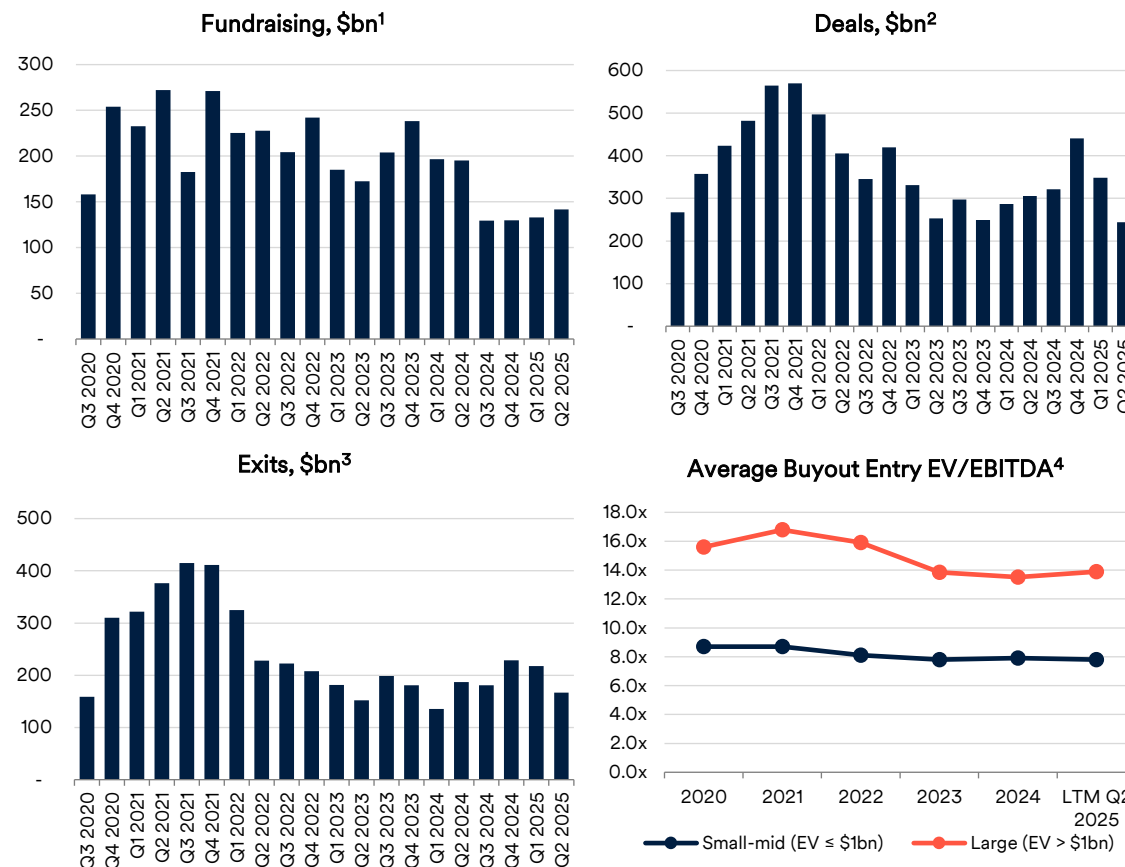 Fundraising, $bn¹
300
250
200
150
100
50
-
Q3 2020
Q4 2020
Q1 2021
Q2 2021
Q3 2021
Q4 2021
Q1 2022
Q2 2022
Q3 2022
Q4 2022
Q1 2023
Q2 2023
Q3 2023
Q4 2023
Q1 2024
Q2 2024
Q3 2024
Q4 2024
Q1 2025
Q2 2025
Deals, $bn²
600
500
400
300
200
100
-
Q3 2020
Q4 2020
Q1 2021
Q2 2021
Q3 2021
Q4 2021
Q1 2022
Q2 2022
Q3 2022
Q4 2022
Q1 2023
Q2 2023
Q3 2023
Q4 2023
Q1 2024
Q2 2024
Q3 2024
Q4 2024
Q1 2025
Q2 2025
Exits, $bn³
500
400
300
200
100
-
Q3 2020
Q4 2020
Q1 2021
Q2 2021
Q3 2021
Q4 2021
Q1 2022
Q2 2022
Q3 2022
Q4 2022
Q1 2023
Q2 2023
Q3 2023
Q4 2023
Q1 2024
Q2 2024
Q3 2024
Q4 2024
Q1 2025
Q2 2025
Average Buyout Entry EV/EBITDA⁴
18.0x
16.0x
14.0x
12.0x
10.0x
8.0x
6.0x
4.0x
2.0x
0.0x
2020
2021
2022
2023
2024
LTM Q2
2025
Small-mid (EV ≤ $1bn)
Large (EV > $1bn)